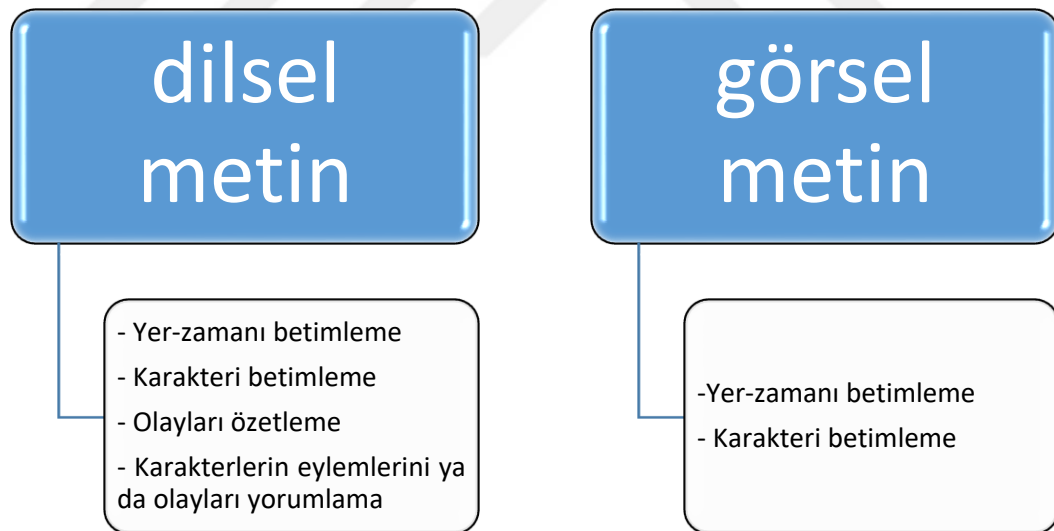 dilsel
metin
- Yer-zamanı betimleme
- Karakteri betimleme
- Olayları özetleme
- Karakterlerin eylemlerini ya
da olayları yorumlama
görsel
metin
-Yer-zamanı betimleme
- Karakteri betimleme